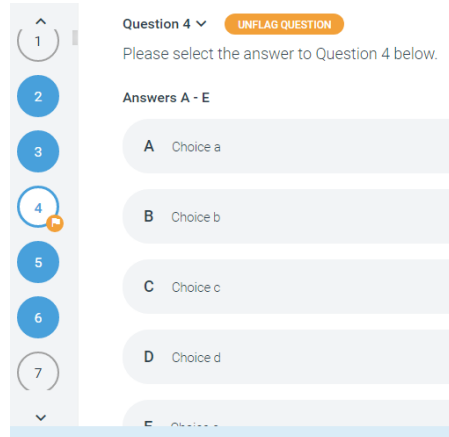 1
2
3
4
5
6
7
Question 4
UNFLAG QUESTION
Please select the answer to Question 4 below.
Answers A - E
A Choice a
B Choice b
C Choice c
D Choice d